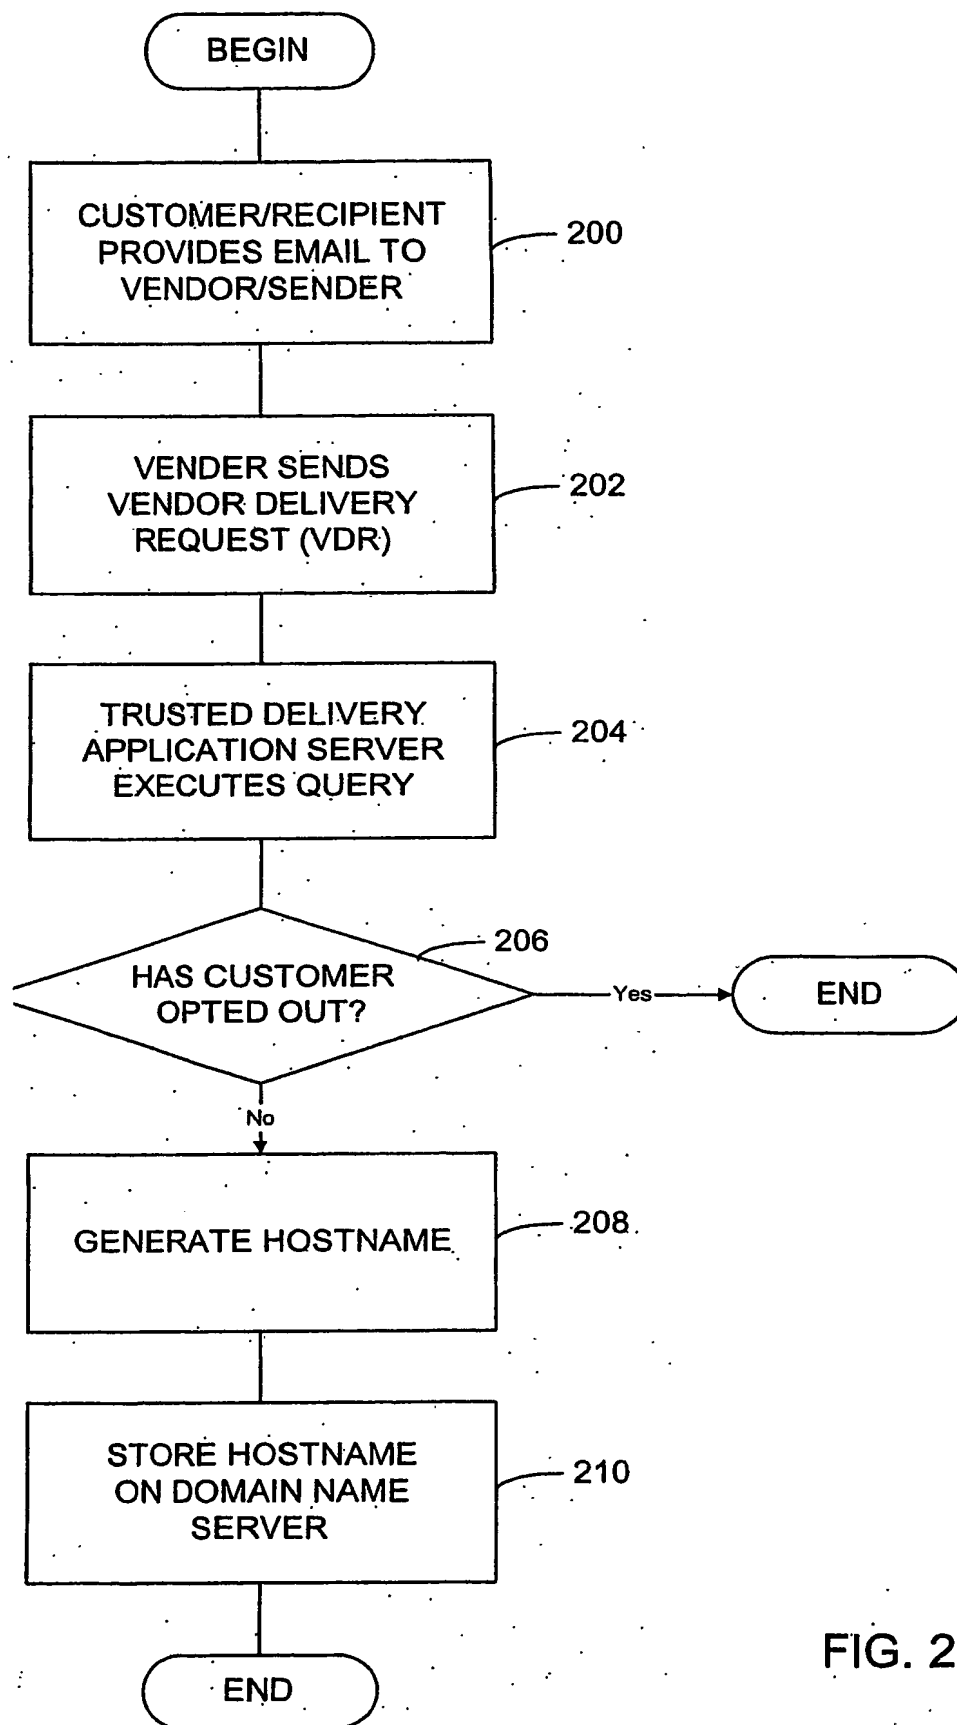 BEGIN
CUSTOMER/RECIPIENT
PROVIDES EMAIL TO
VENDOR/SENDER
200
VENDER SENDS
VENDOR DELIVERY
REQUEST (VDR)
202
TRUSTED DELIVERY
APPLICATION SERVER
EXECUTES QUERY
204
206
HAS CUSTOMER
OPTED OUT?
Yes
END
No
GENERATE HOSTNAME
208
STORE HOSTNAME
ON DOMAIN NAME
SERVER
210
END
FIG. 2